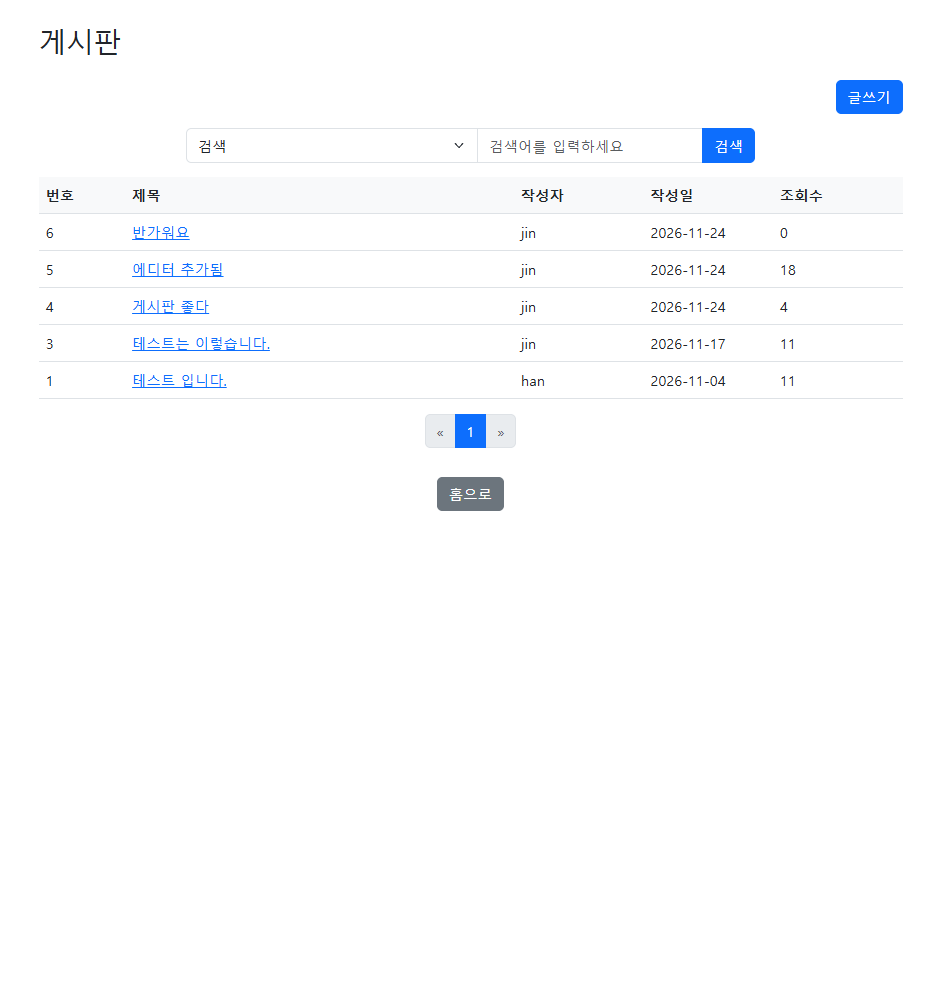 게시판
글쓰기
검색 검색어를 입력하세요 검색
번호 제목 작성자 작성일 조회수
6 반가워요 jin 2026-11-24 0
5 에디터 추가됨 jin 2026-11-24 18
4 게시판 좋다 jin 2026-11-24 4
3 테스트는 이렇습니다. jin 2026-11-17 11
1 테스트 입니다. han 2026-11-04 11
« 1 »
홈으로